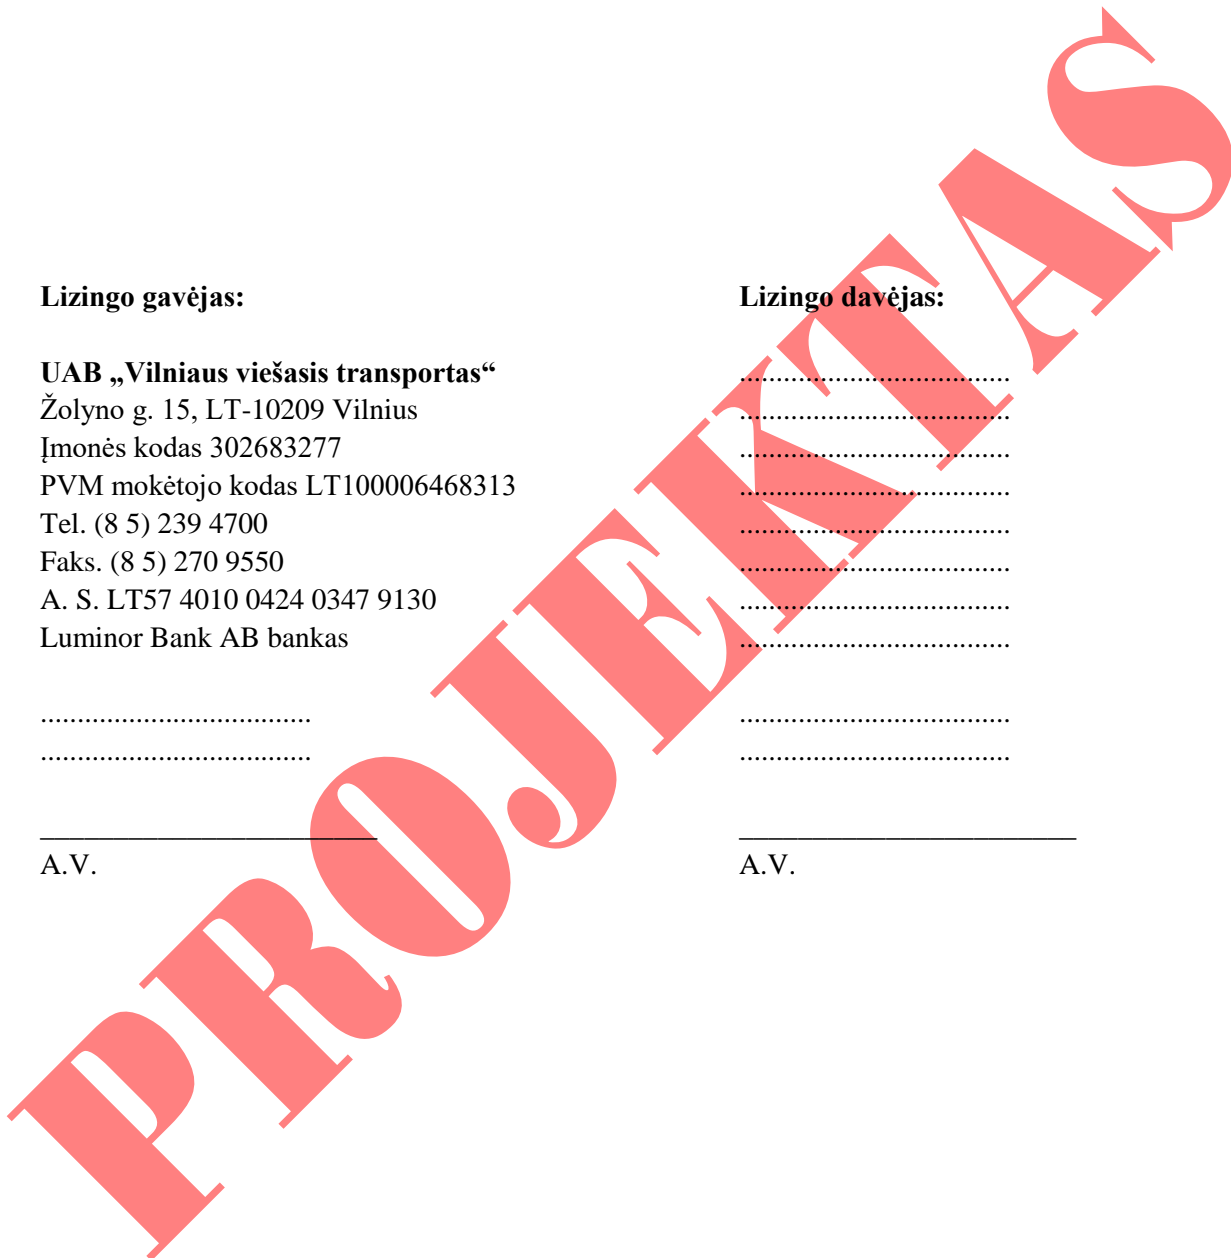 Lizingo gavėjas:
UAB „Vilniaus viešasis transportas“
Žolyno g. 15, LT-10209 Vilnius
Įmonės kodas 302683277
PVM mokėtojo kodas LT100006468313
Tel. (8 5) 239 4700
Faks. (8 5) 270 9550
A. S. LT57 4010 0424 0347 9130
Luminor Bank AB bankas
.....................................
.....................................
_______________________
A.V.
Lizingo davėjas:
.....................................
.....................................
.....................................
.....................................
.....................................
.....................................
.....................................
.....................................
.....................................
.....................................
_______________________
A.V.
PROJEKTAS